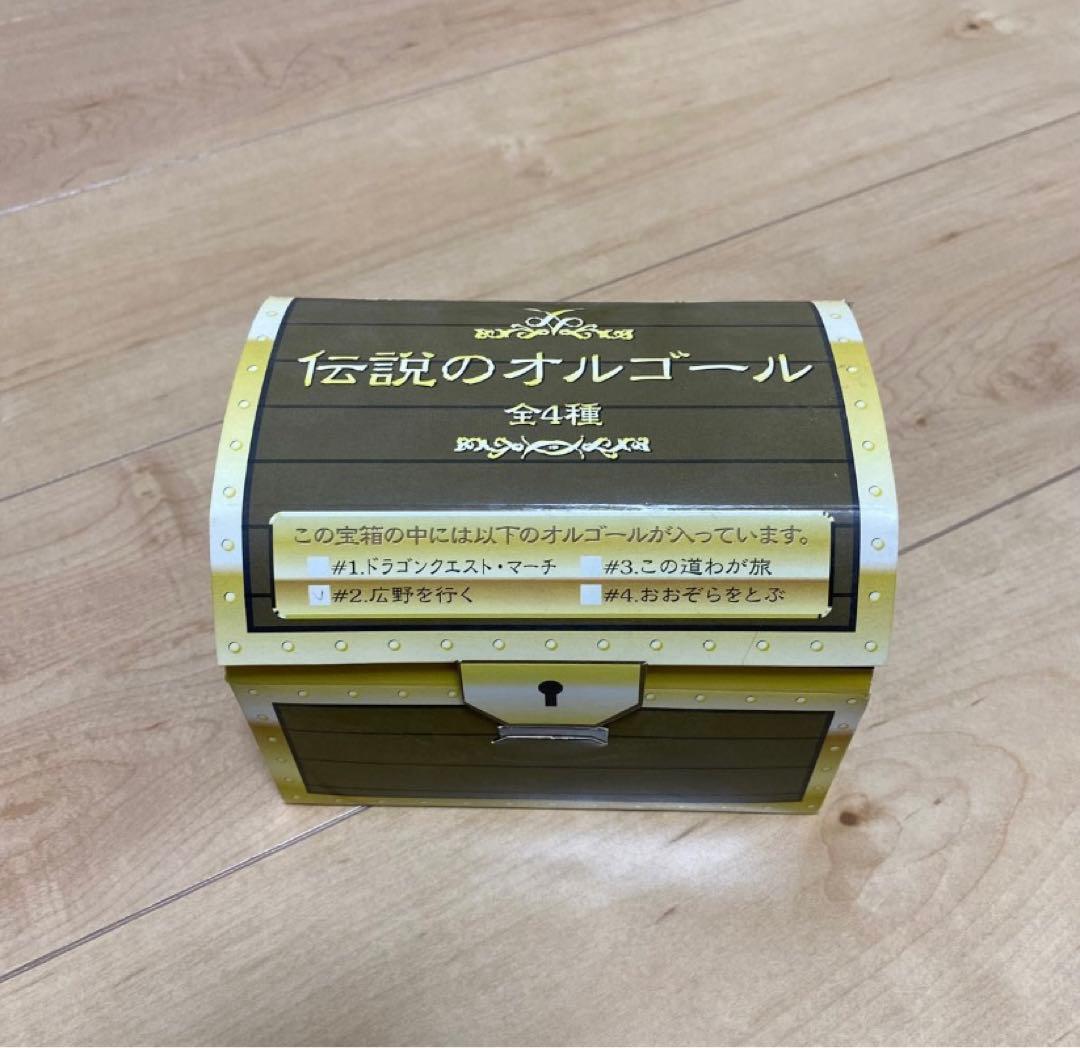 伝説のオルゴール
全4種
この宝箱の中には以下のオルゴールが入っています。
#1.ドラゴンクエスト・マーチ
#2.広野を行く
#3.この道わが旅
#4.おおぞらをとぶ